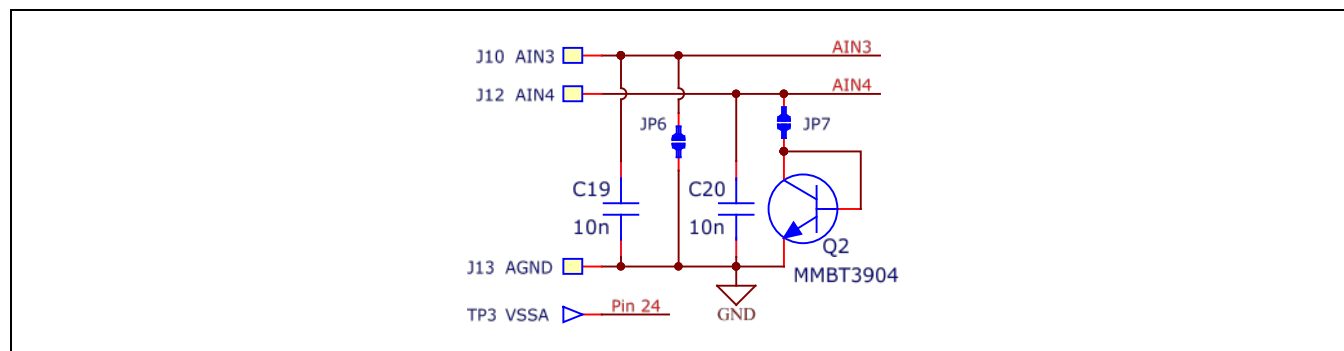 J10 AIN3
AIN3
J12 AIN4
AIN4
JP6
JP7
C19
10n
C20
10n
Q2
MMBT3904
J13 AGND
GND
TP3 VSSA
Pin 24